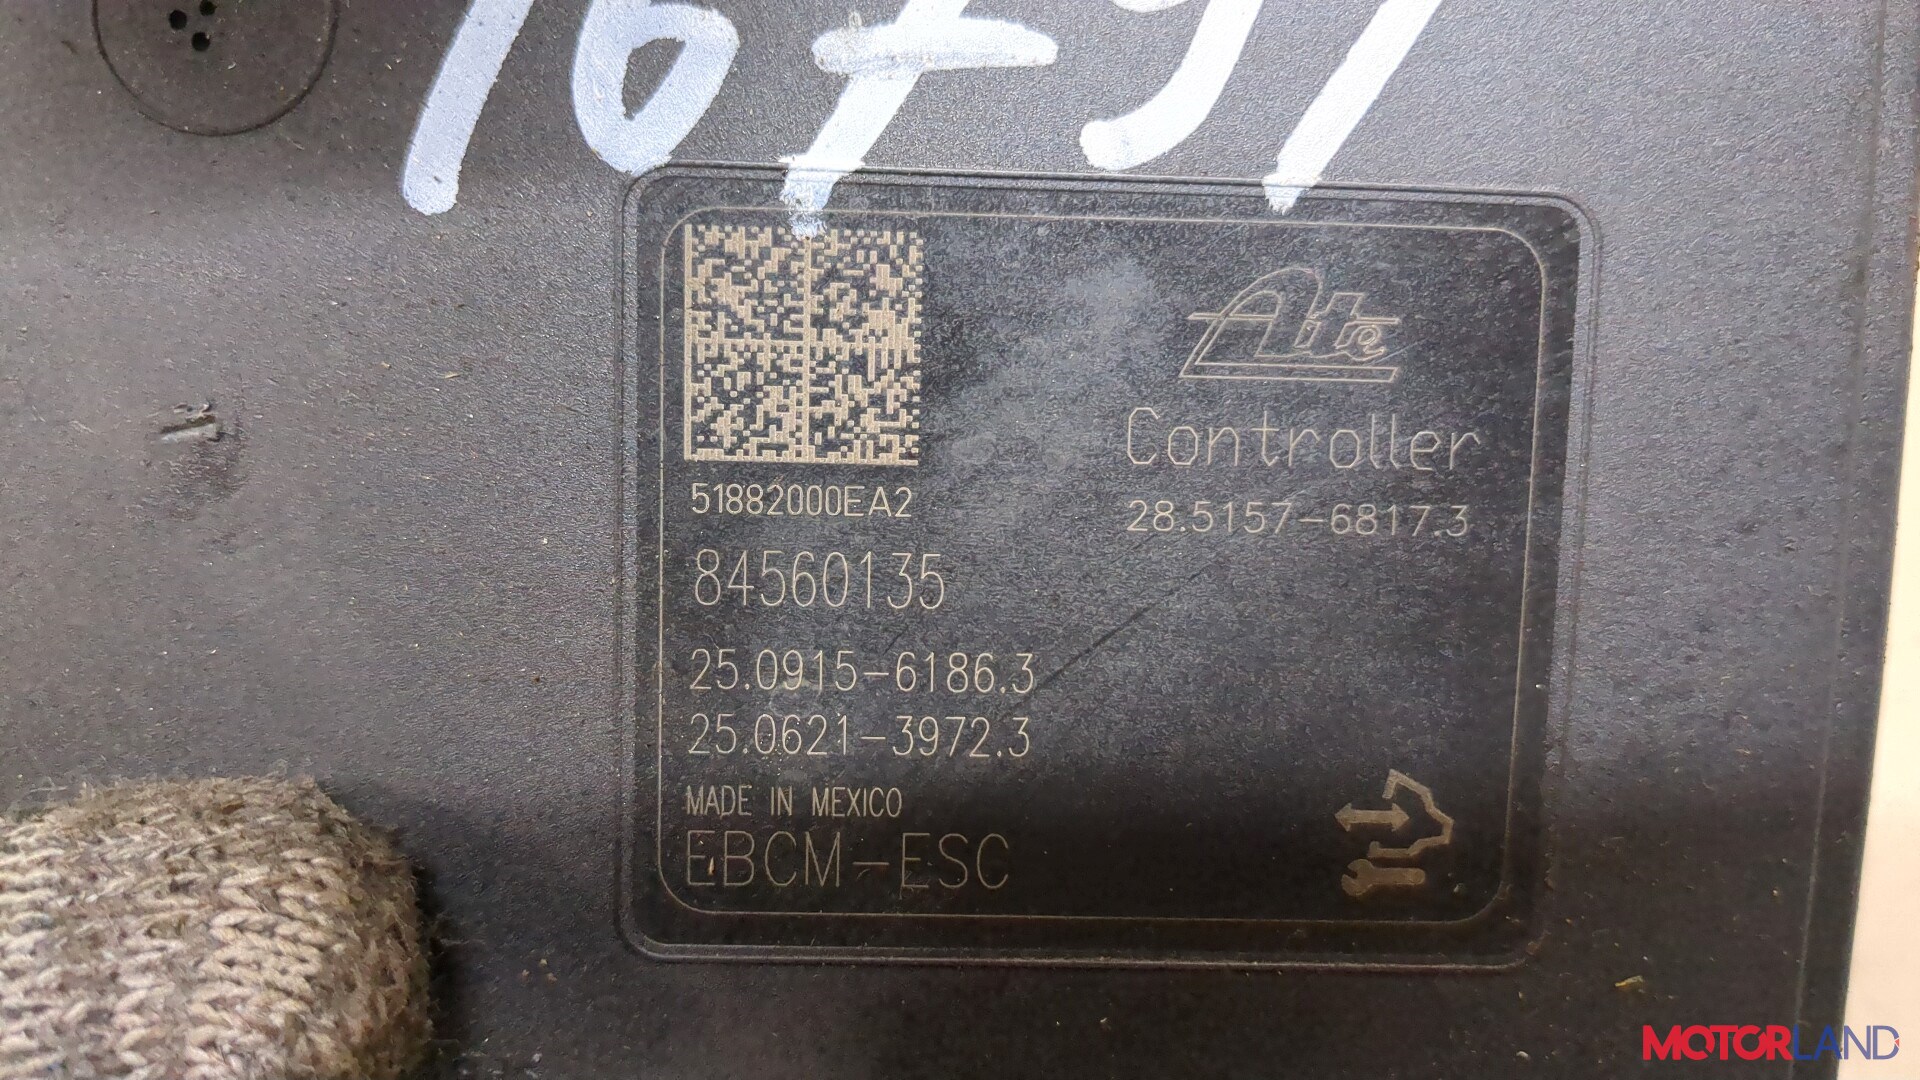 51882000EA2
84560135
25.0915-6186.3
25.0621-3972.3
MADE IN MEXICO
EBCM-ESC
Ate
Controller
28.5157-6817.3
MOTORLAND